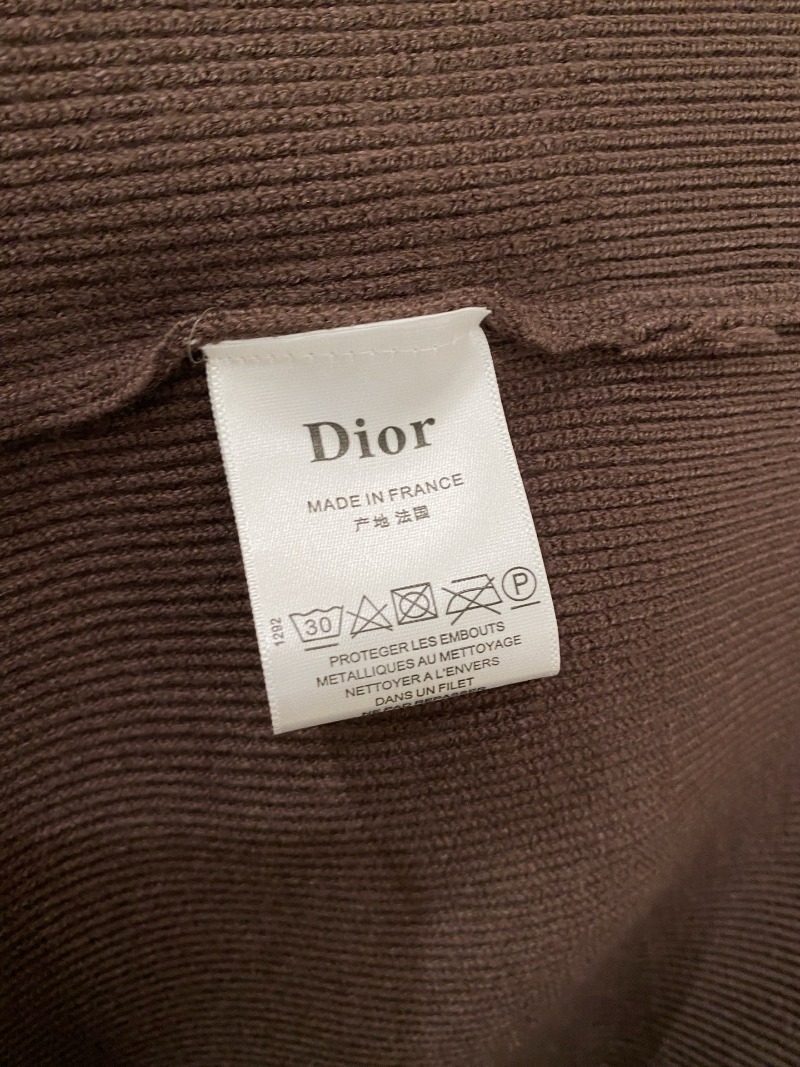 Dior
MADE IN FRANCE
产地 法国
1292
30
P
PROTEGER LES EMBOUTS
METALLIQUES AU METTOYAGE
NETTOYER A L'ENVERS
DANS UN FILET